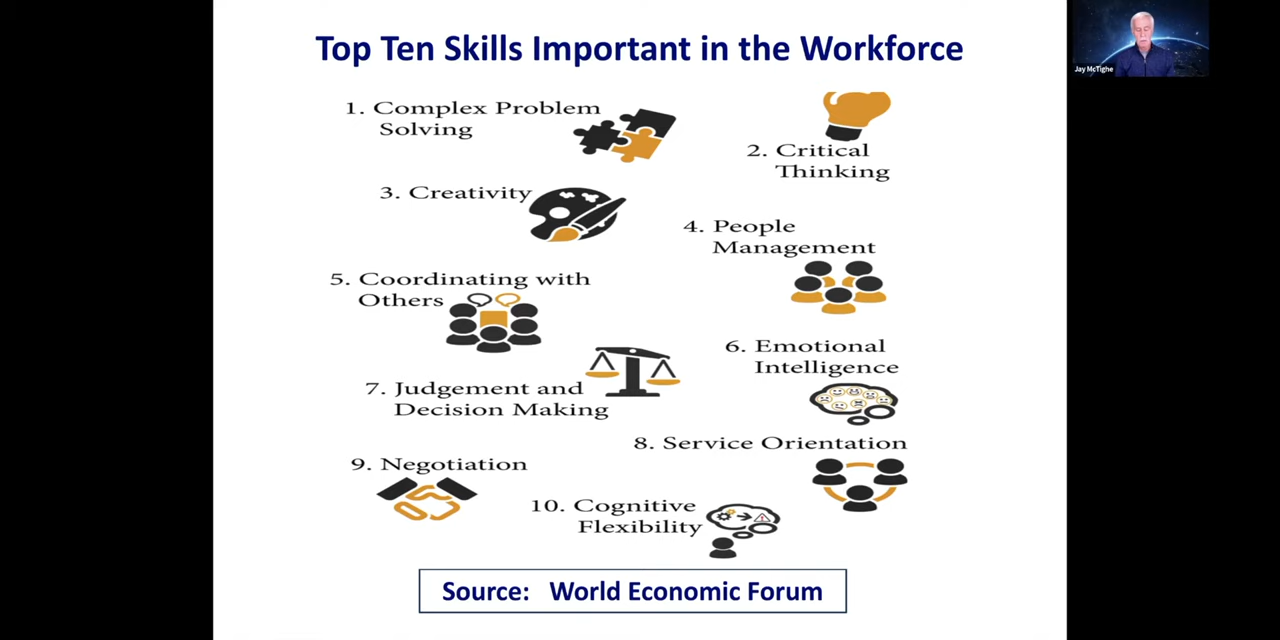 Top Ten Skills Important in the Workforce
Jay McTighe
1. Complex Problem
Solving
2. Critical
Thinking
3. Creativity
4. People
Management
5. Coordinating with
Others
6. Emotional
Intelligence
7. Judgement and
Decision Making
8. Service Orientation
9. Negotiation
10. Cognitive
Flexibility
Source: World Economic Forum